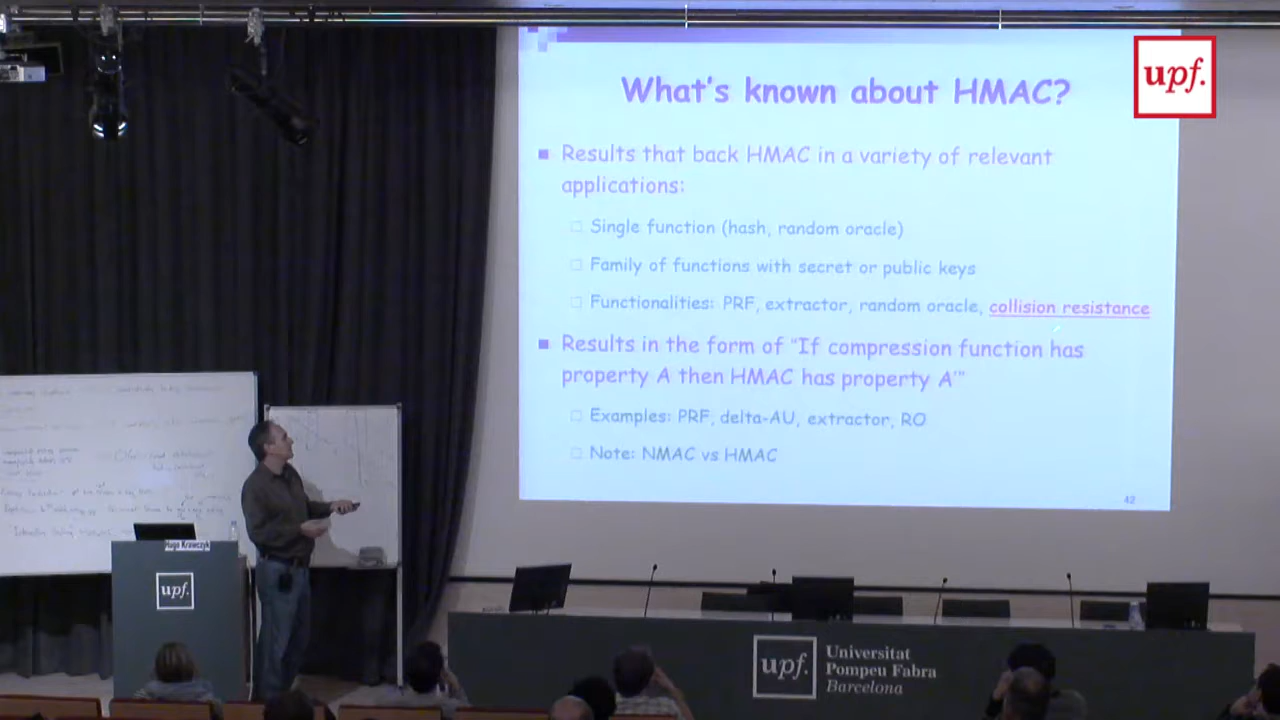 What's known about HMAC?
upf.
Results that back HMAC in a variety of relevant
applications:
Single function (hash, random oracle)
Family of functions with secret or public keys
Functionalities: PRF, extractor, random oracle, collision resistance
Results in the form of "If compression function has
property A then HMAC has property A'"
Examples: PRF, delta-AU, extractor, RO
Note: NMAC vs HMAC
42
Hugo Krawczyk
upf.
upf.
Universitat
Pompeu Fabra
Barcelona